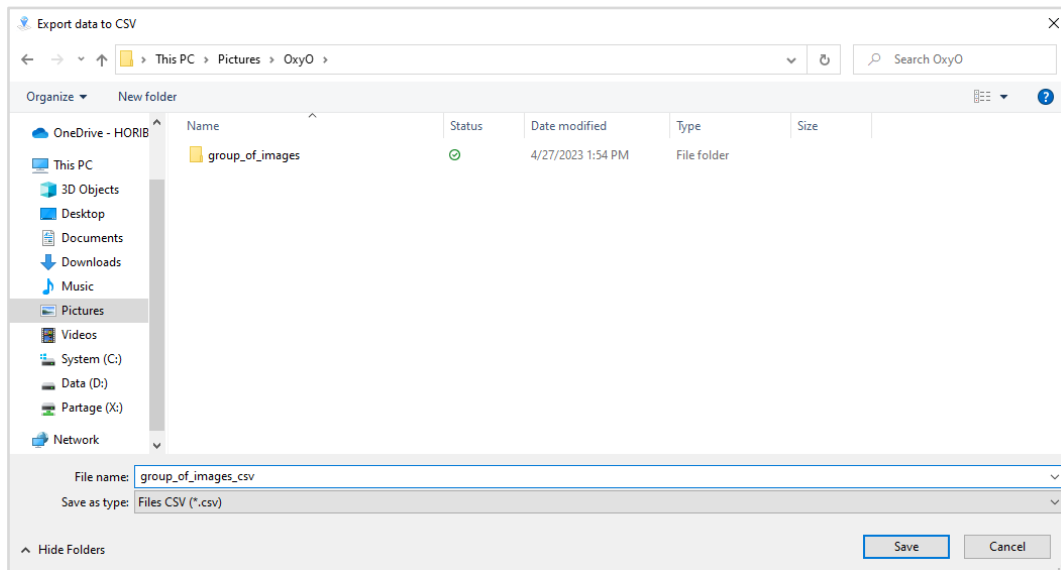 Export data to CSV
This PC > Pictures > OxyO >
Search OxyO
Organize
New folder
Name Status Date modified Type Size
OneDrive - HORIB
This PC
3D Objects
Desktop
Documents
Downloads
Music
Pictures
Videos
System (C:)
Data (D:)
Partage (X:)
Network
group_of_images 4/27/2023 1:54 PM File folder
File name: group_of_images_csv
Save as type: Files CSV (*.csv)
Hide Folders
Save
Cancel